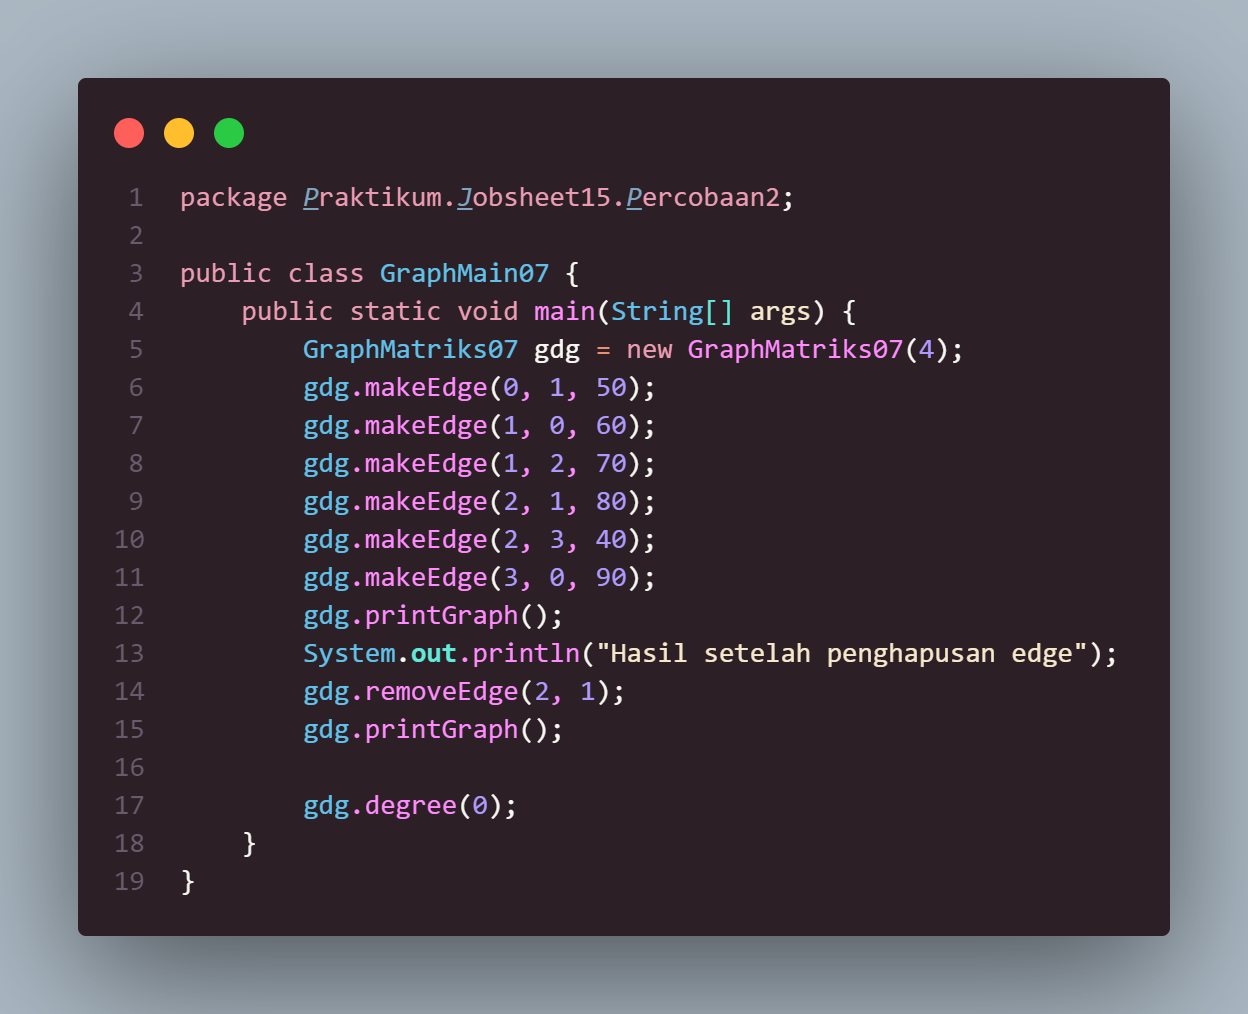 1 package Praktikum.Jobsheet15.Percobaan2;
2
3 public class GraphMain07 {
4     public static void main(String[] args) {
5         GraphMatriks07 gdg = new GraphMatriks07(4);
6         gdg.makeEdge(0, 1, 50);
7         gdg.makeEdge(1, 0, 60);
8         gdg.makeEdge(1, 2, 70);
9         gdg.makeEdge(2, 1, 80);
10         gdg.makeEdge(2, 3, 40);
11         gdg.makeEdge(3, 0, 90);
12         gdg.printGraph();
13         System.out.println("Hasil setelah penghapusan edge");
14         gdg.removeEdge(2, 1);
15         gdg.printGraph();
16
17         gdg.degree(0);
18     }
19 }